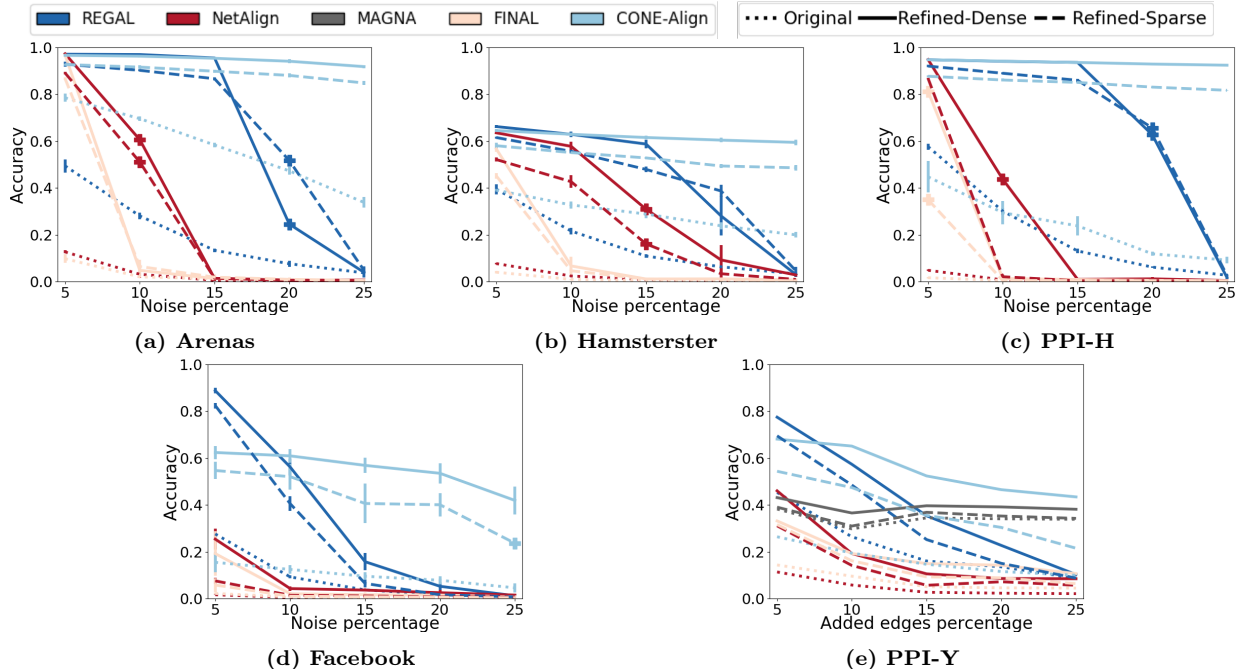 REGAL NetAlign MAGNA FINAL CONE-Align Original Refined-Dense Refined-Sparse
1.0 1.0 1.0
0.8 0.8 0.8
0.6 0.6 0.6
0.4 0.4 0.4
0.2 0.2 0.2
0.0 0.0 0.0
Accuracy Accuracy Accuracy
5 10 15 20 25 5 10 15 20 25 5 10 15 20 25
Noise percentage Noise percentage Noise percentage
(a) Arenas (b) Hamsterster (c) PPI-H
1.0 1.0
0.8 0.8
0.6 0.6
0.4 0.4
0.2 0.2
0.0 0.0
Accuracy Accuracy
5 10 15 20 25 5 10 15 20 25
Noise percentage Added edges percentage
(d) Facebook (e) PPI-Y